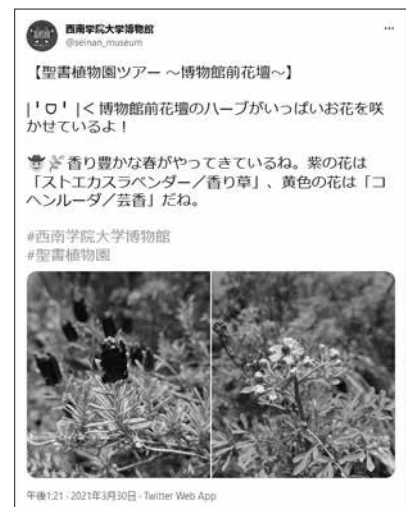 西南学院大学博物館
@seinan_museum
【聖書植物園ツアー ～博物館前花壇～】
|╹ᗜ╹ |＜博物館前花壇のハーブがいっぱいお花を咲
かせているよ！
🤠🌿香り豊かな春がやってきているね。紫の花は
「ストエカスラベンダー／香り草」、黄色の花は「コ
ヘンルーダ／芸香」だね。
#西南学院大学博物館
#聖書植物園
午後1:21 · 2021年3月30日 · Twitter Web App